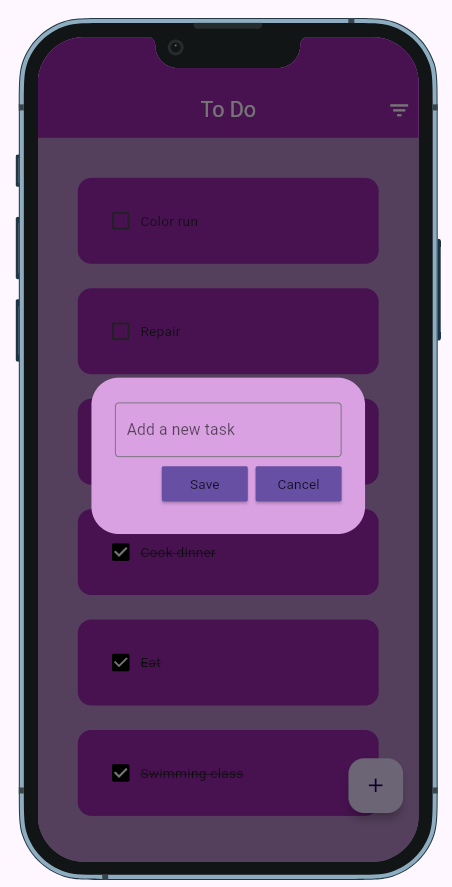 To Do
Color run
Repair
Add a new task
Save Cancel
Cook dinner
Eat
Swimming class